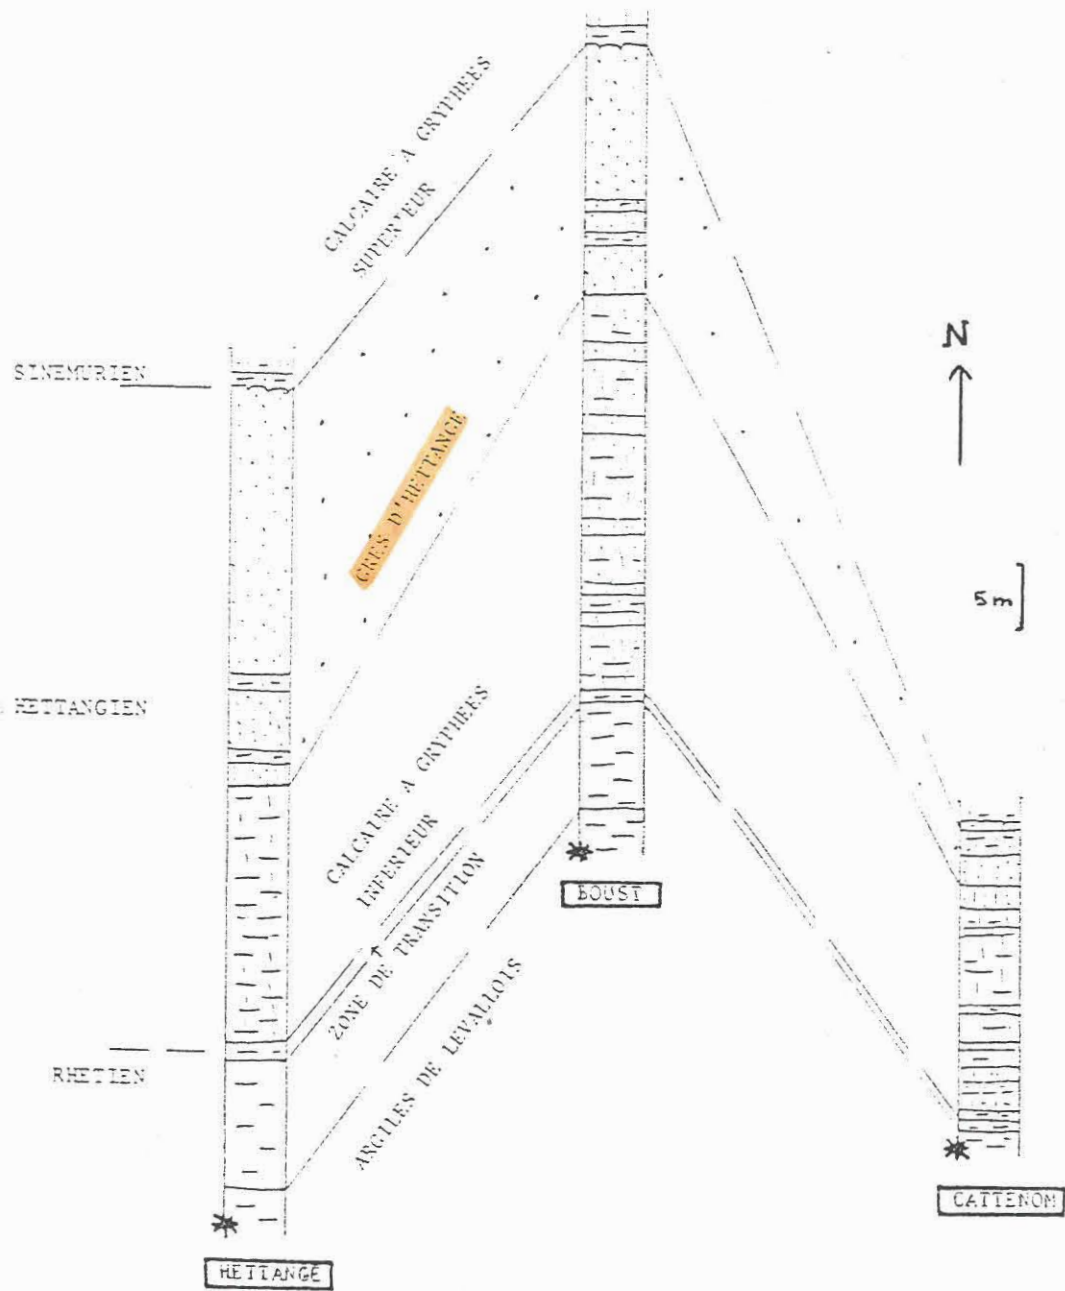 CALCAIRE A GRYPHEES
SUPERIEUR
SINEMURIEN
N
GRES D'HETTANGE
5m
HETTANGIEN
CALCAIRE A GRYPHEES
INFERIEUR
ZONE DE TRANSITION
BOUST
ARGILES DE LEVALLOIS
RHETIEN
CATTENOM
HETTANGE